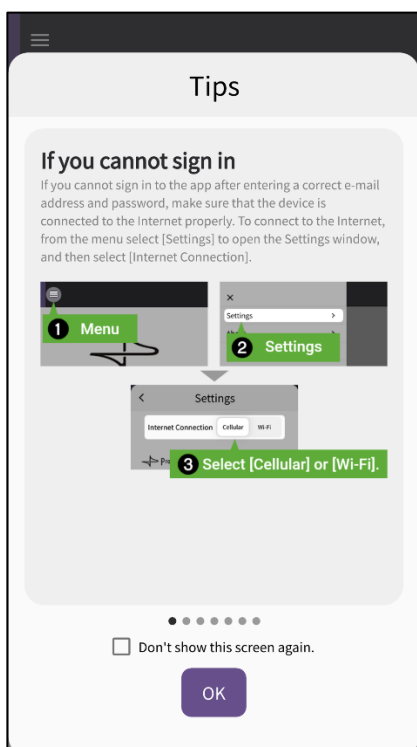 Tips
If you cannot sign in
If you cannot sign in to the app after entering a correct e-mail
address and password, make sure that the device is
connected to the Internet properly. To connect to the Internet,
from the menu select [Settings] to open the Settings window,
and then select [Internet Connection].
1 Menu
Settings
2 Settings
Settings
Internet Connection Cellular Wi-Fi
3 Select [Cellular] or [Wi-Fi].
Don't show this screen again.
OK